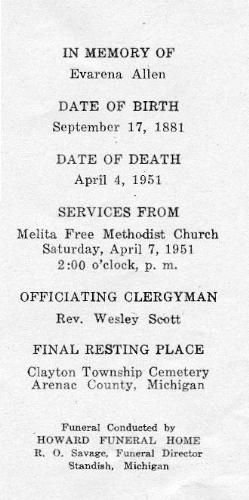 IN MEMORY OF
Evarena Allen
DATE OF BIRTH
September 17, 1881
DATE OF DEATH
April 4, 1951
SERVICES FROM
Melita Free Methodist Church
Saturday, April 7, 1951
2:00 o'clock, p. m.
OFFICIATING CLERGYMAN
Rev. Wesley Scott
FINAL RESTING PLACE
Clayton Township Cemetery
Arenac County, Michigan
Funeral Conducted by
HOWARD FUNERAL HOME
R. O. Savage, Funeral Director
Standish, Michigan